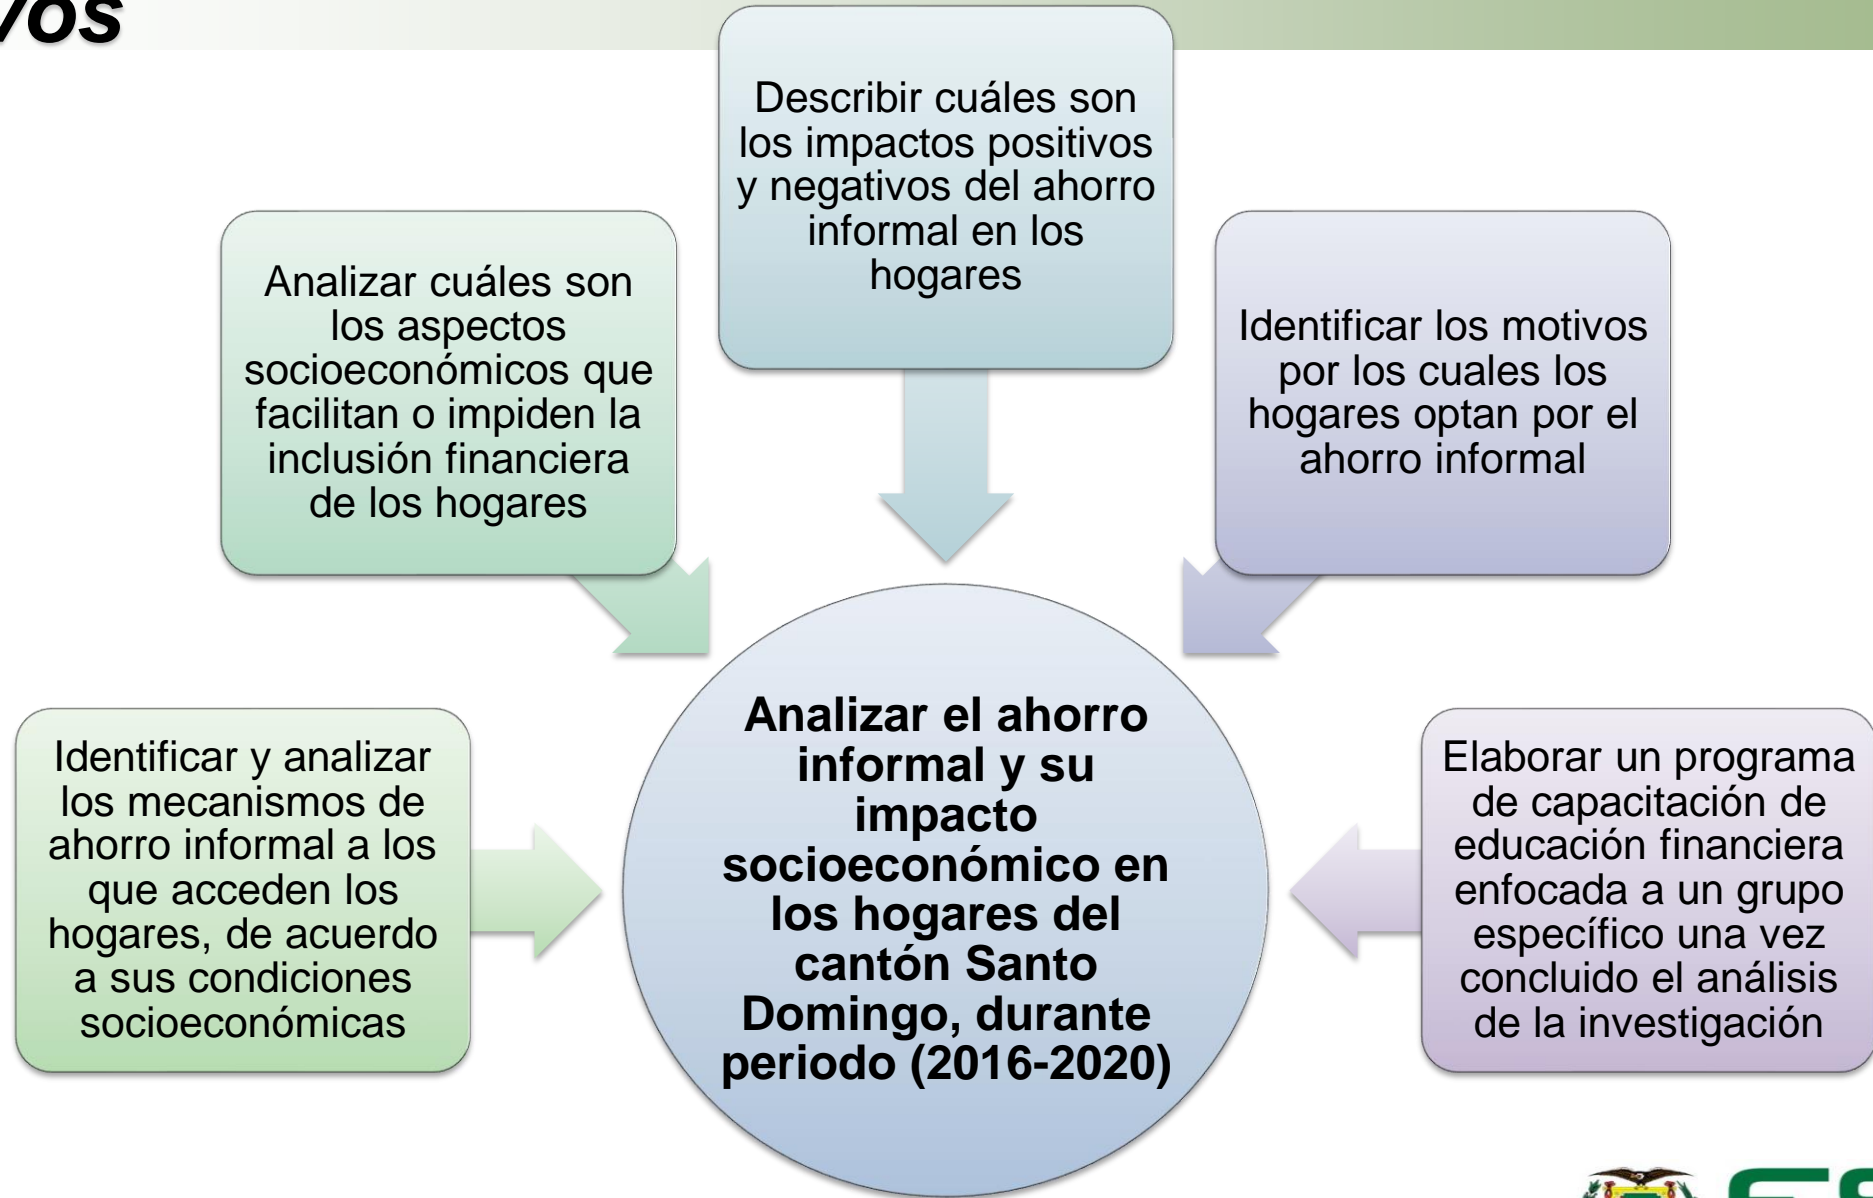 Describir cuáles son
los impactos positivos
y negativos del ahorro
informal en los
hogares
Analizar cuáles son
los aspectos
socioeconómicos que
facilitan o impiden la
inclusión financiera
de los hogares
Identificar los motivos
por los cuales los
hogares optan por el
ahorro informal
Identificar y analizar
los mecanismos de
ahorro informal a los
que acceden los
hogares, de acuerdo
a sus condiciones
socioeconómicas
Analizar el ahorro
informal y su
impacto
socioeconómico en
los hogares del
cantón Santo
Domingo, durante
periodo (2016-2020)
Elaborar un programa
de capacitación de
educación financiera
enfocada a un grupo
específico una vez
concluido el análisis
de la investigación